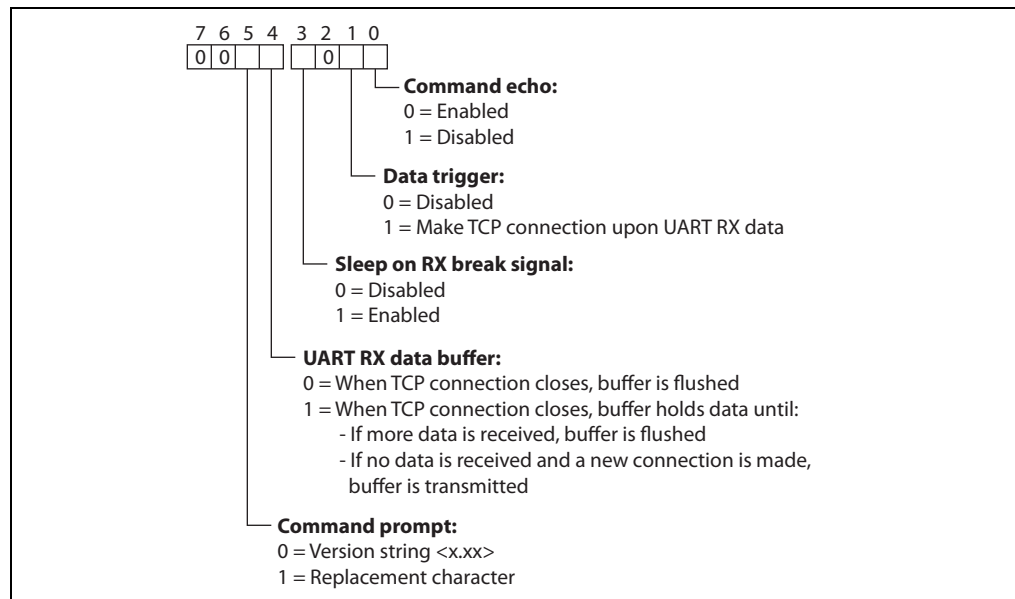 7 6 5 4 3 2 1 0
0 0 0
Command echo:
0 = Enabled
1 = Disabled
Data trigger:
0 = Disabled
1 = Make TCP connection upon UART RX data
Sleep on RX break signal:
0 = Disabled
1 = Enabled
UART RX data buffer:
0 = When TCP connection closes, buffer is flushed
1 = When TCP connection closes, buffer holds data until:
- If more data is received, buffer is flushed
- If no data is received and a new connection is made,
buffer is transmitted
Command prompt:
0 = Version string <x.xx>
1 = Replacement character